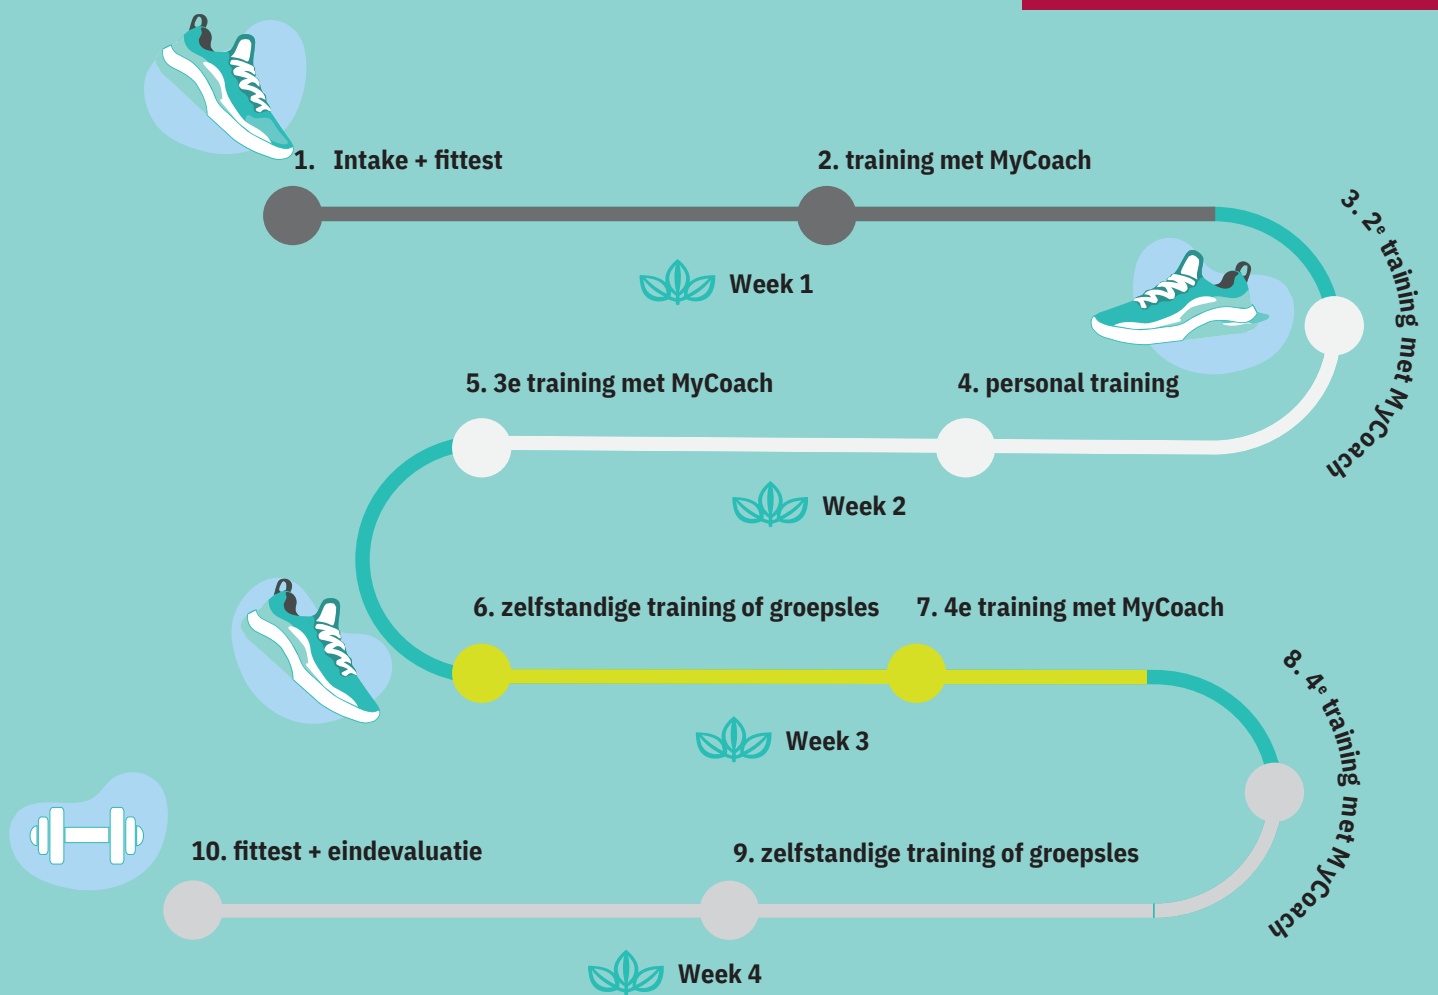 1. Intake + fittest
2. training met MyCoach
Week 1
3. 2e training met MyCoach
5. 3e training met MyCoach
4. personal training
Week 2
6. zelfstandige training of groepsles
7. 4e training met MyCoach
Week 3
8. 4e training met MyCoach
10. fittest + eindevaluatie
9. zelfstandige training of groepsles
Week 4